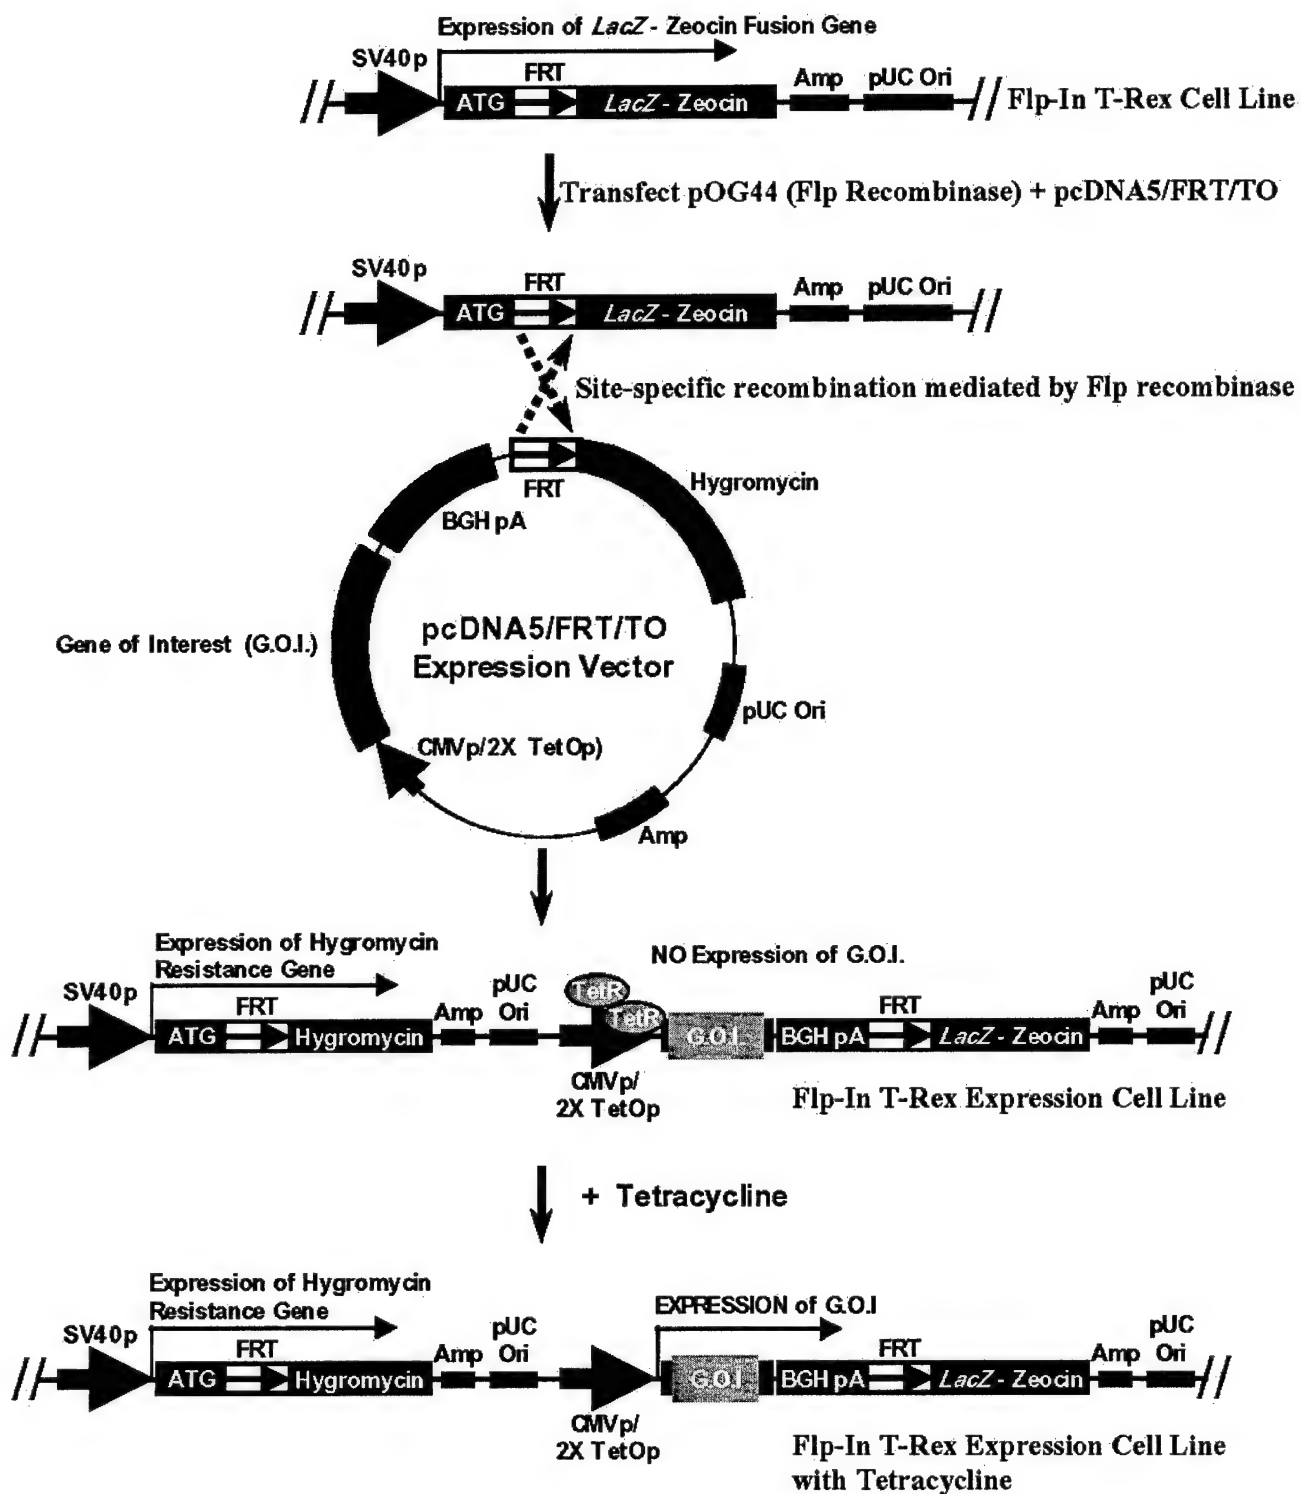 Expression of LacZ - Zeocin Fusion Gene
SV40p
FRT
Amp
pUC Ori
ATG
LacZ - Zeocin
Flp-In T-Rex Cell Line
Transfect pOG44 (Flp Recombinase) + pcDNA5/FRT/TO
SV40p
FRT
Amp
pUC Ori
ATG
LacZ - Zeocin
Site-specific recombination mediated by Flp recombinase
FRT
Hygromycin
BGH pA
Gene of Interest (G.O.I.)
pcDNA5/FRT/TO
Expression Vector
pUC Ori
CMVp/2X TetOp)
Amp
Expression of Hygromycin
Resistance Gene
NO Expression of G.O.I.
SV40p
FRT
Amp
pUC
Ori
TetR
TetR
FRT
Amp
pUC
Ori
ATG
Hygromycin
G.O.I.
BGH pA
LacZ - Zeocin
CMVp/
2X TetOp
Flp-In T-Rex Expression Cell Line
+ Tetracycline
Expression of Hygromycin
Resistance Gene
EXPRESSION of G.O.I
SV40p
FRT
Amp
pUC
Ori
FRT
Amp
pUC
Ori
ATG
Hygromycin
G.O.I.
BGH pA
LacZ - Zeocin
CMVp/
2X TetOp
Flp-In T-Rex Expression Cell Line
with Tetracycline